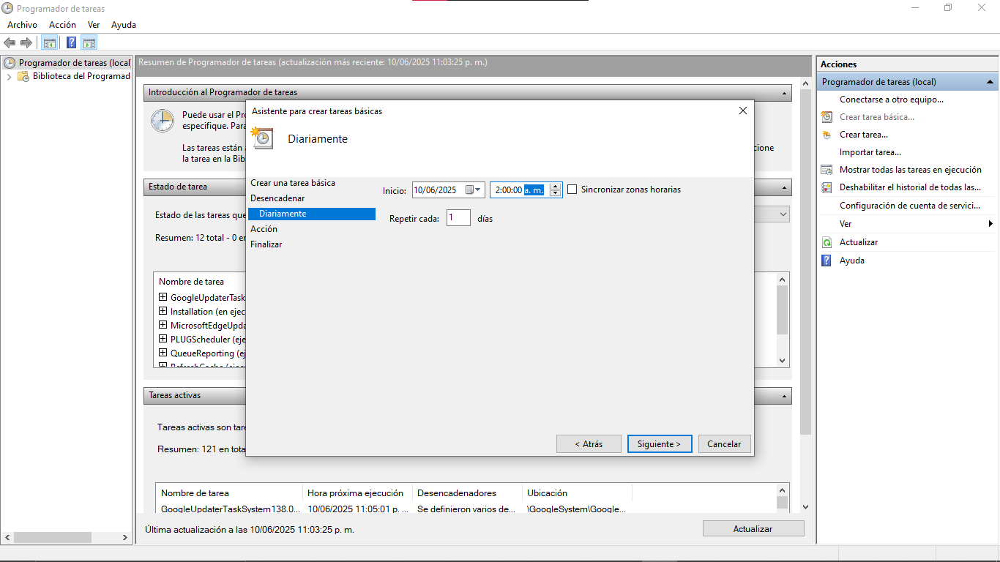 Programador de tareas
Archivo Acción Ver Ayuda
Programador de tareas (local
Biblioteca del Programad
Resumen de Programador de tareas (actualización más reciente: 10/06/2025 11:03:25 p. m.)
Introducción al Programador de tareas
Puede usar el Pr
especifique. Para
Las tareas están
cione
la tarea en la Bib
Estado de tarea
Estado de las tareas que
Resumen: 12 total - 0 en
Nombre de tarea
GoogleUpdaterTask
Installation (en ejec
MicrosoftEdgeUpda
PLUGScheduler (eje
QueueReporting (ej
RefreshCache (ejec
Tareas activas
Tareas activas son tare
Resumen: 121 en tota
Nombre de tarea Hora próxima ejecución Desencadenadores Ubicación
GoogleUpdaterTaskSystem138.0... 10/06/2025 11:05:01 p. ... Se definieron varios de... \GoogleSystem\Google...
Última actualización a las 10/06/2025 11:03:25 p. m.
Actualizar
Asistente para crear tareas básicas
Diariamente
Crear una tarea básica
Desencadenar
Diariamente
Acción
Finalizar
Inicio: 10/06/2025 2:00:00 a. m. Sincronizar zonas horarias
Repetir cada: 1 días
< Atrás Siguiente > Cancelar
Acciones
Programador de tareas (local)
Conectarse a otro equipo...
Crear tarea básica...
Crear tarea...
Importar tarea...
Mostrar todas las tareas en ejecución
Deshabilitar el historial de todas las...
Configuración de cuenta de servici...
Ver
Actualizar
Ayuda